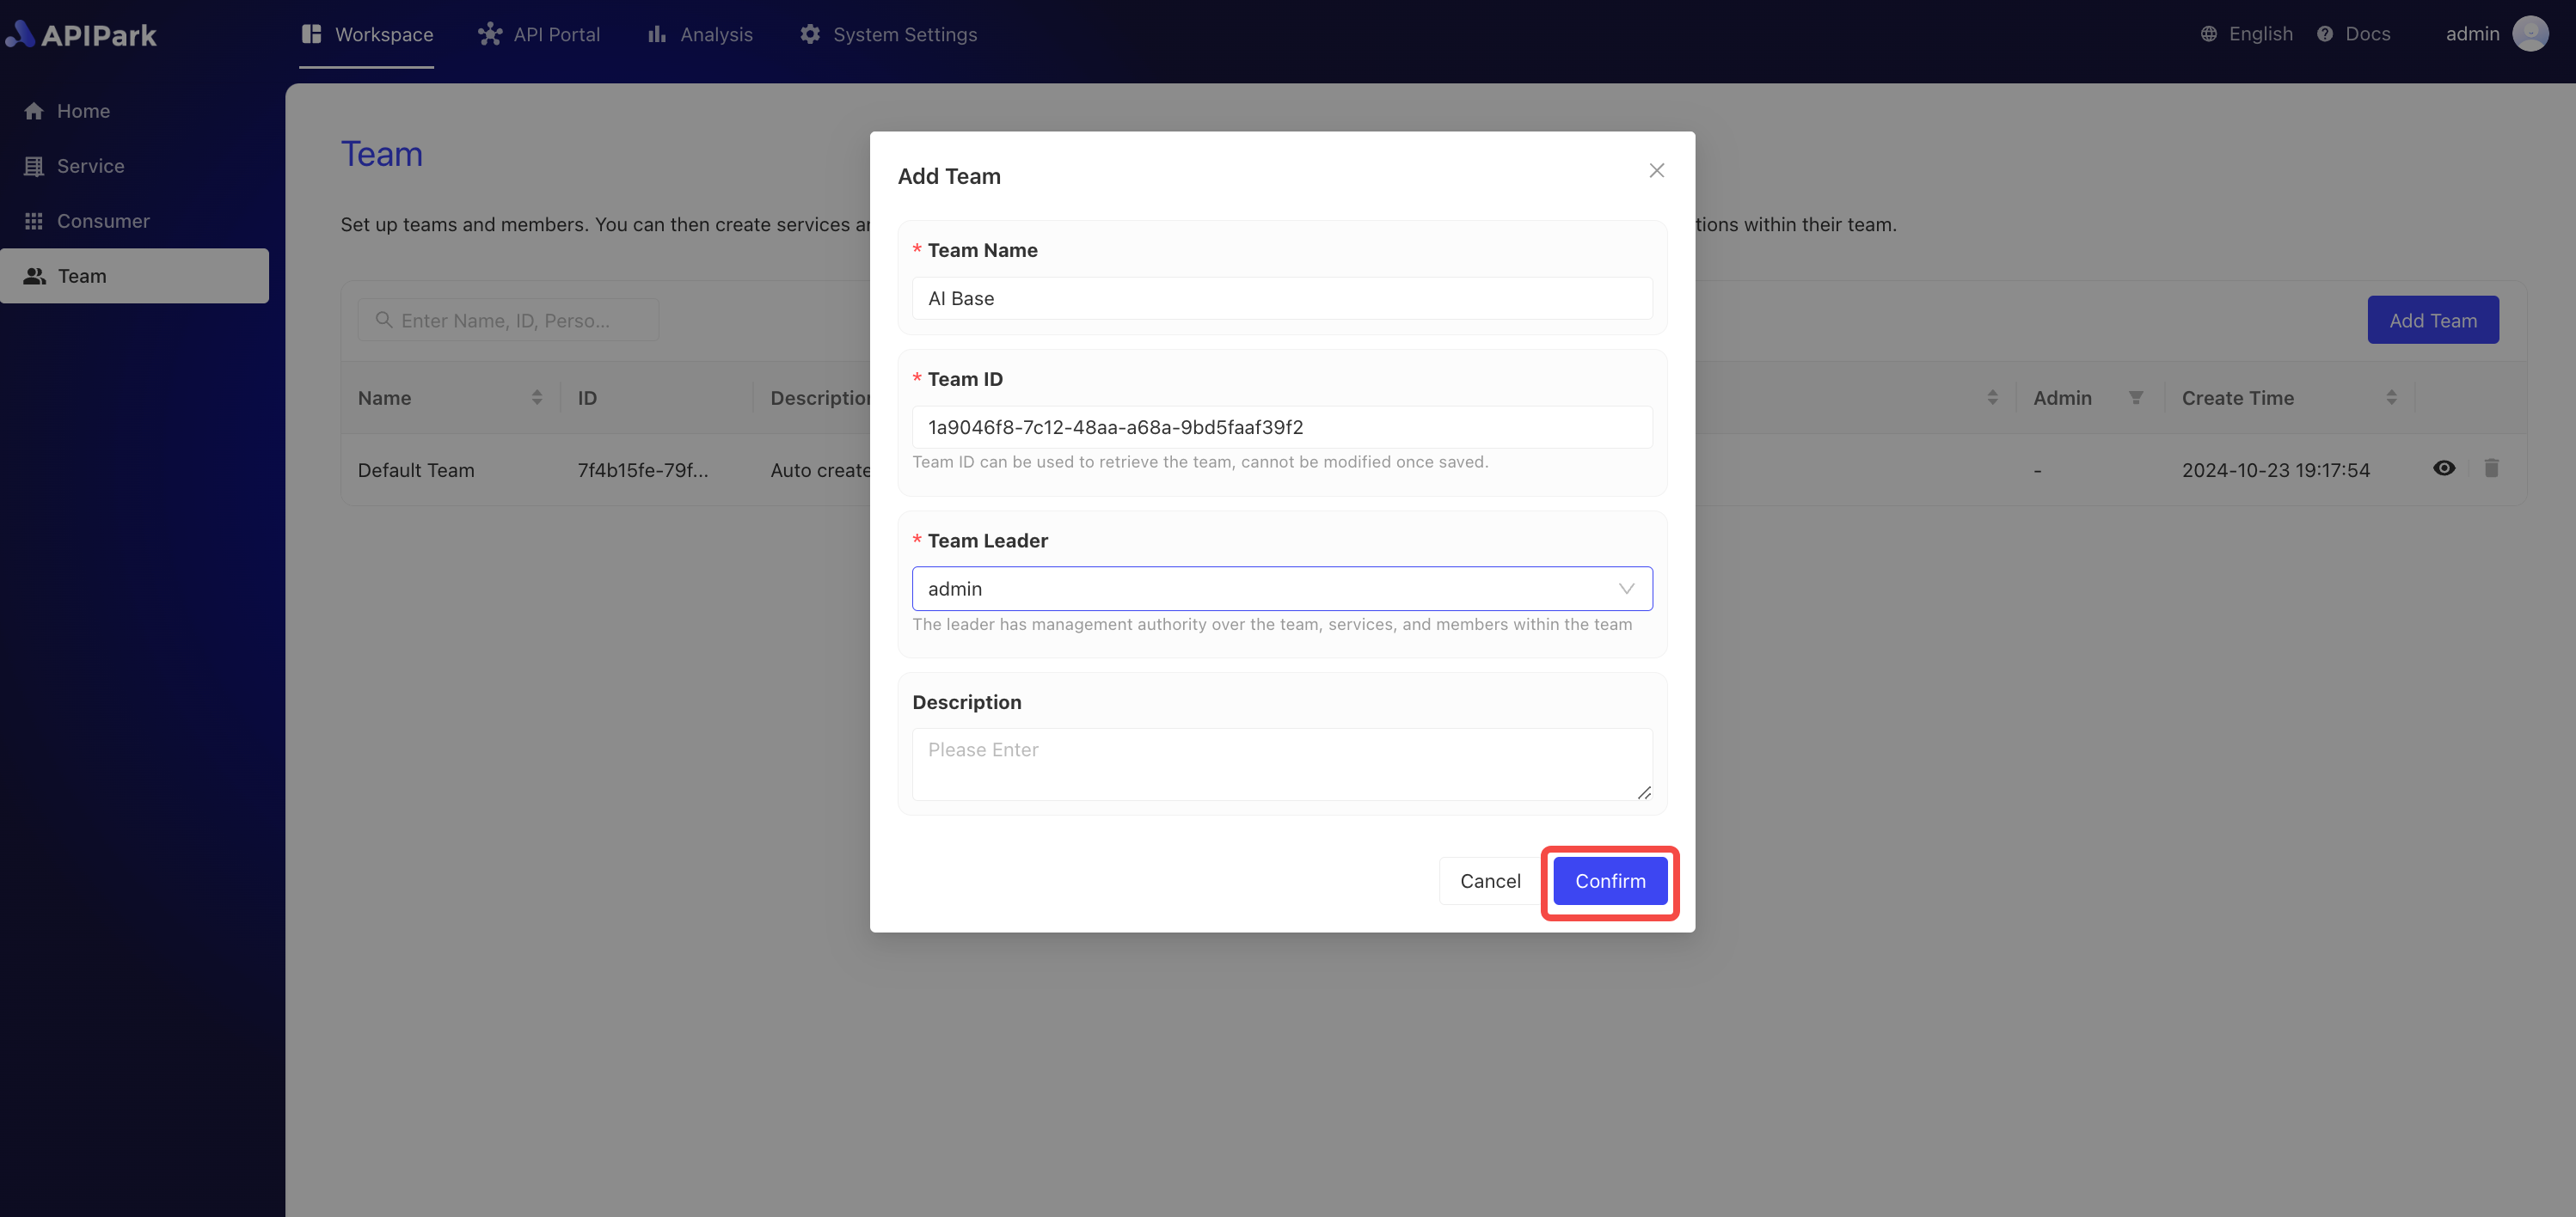 APIPark
Workspace
API Portal
Analysis
System Settings
English
Docs
admin
Home
Service
Consumer
Team
Team
Set up teams and members. You can then create services a
tions within their team.
Enter Name, ID, Perso...
Add Team
Name
ID
Description
Admin
Create Time
Default Team
7f4b15fe-79f...
Auto create
-
2024-10-23 19:17:54
Add Team
* Team Name
AI Base
* Team ID
1a9046f8-7c12-48aa-a68a-9bd5faaf39f2
Team ID can be used to retrieve the team, cannot be modified once saved.
* Team Leader
admin
The leader has management authority over the team, services, and members within the team
Description
Please Enter
Cancel
Confirm